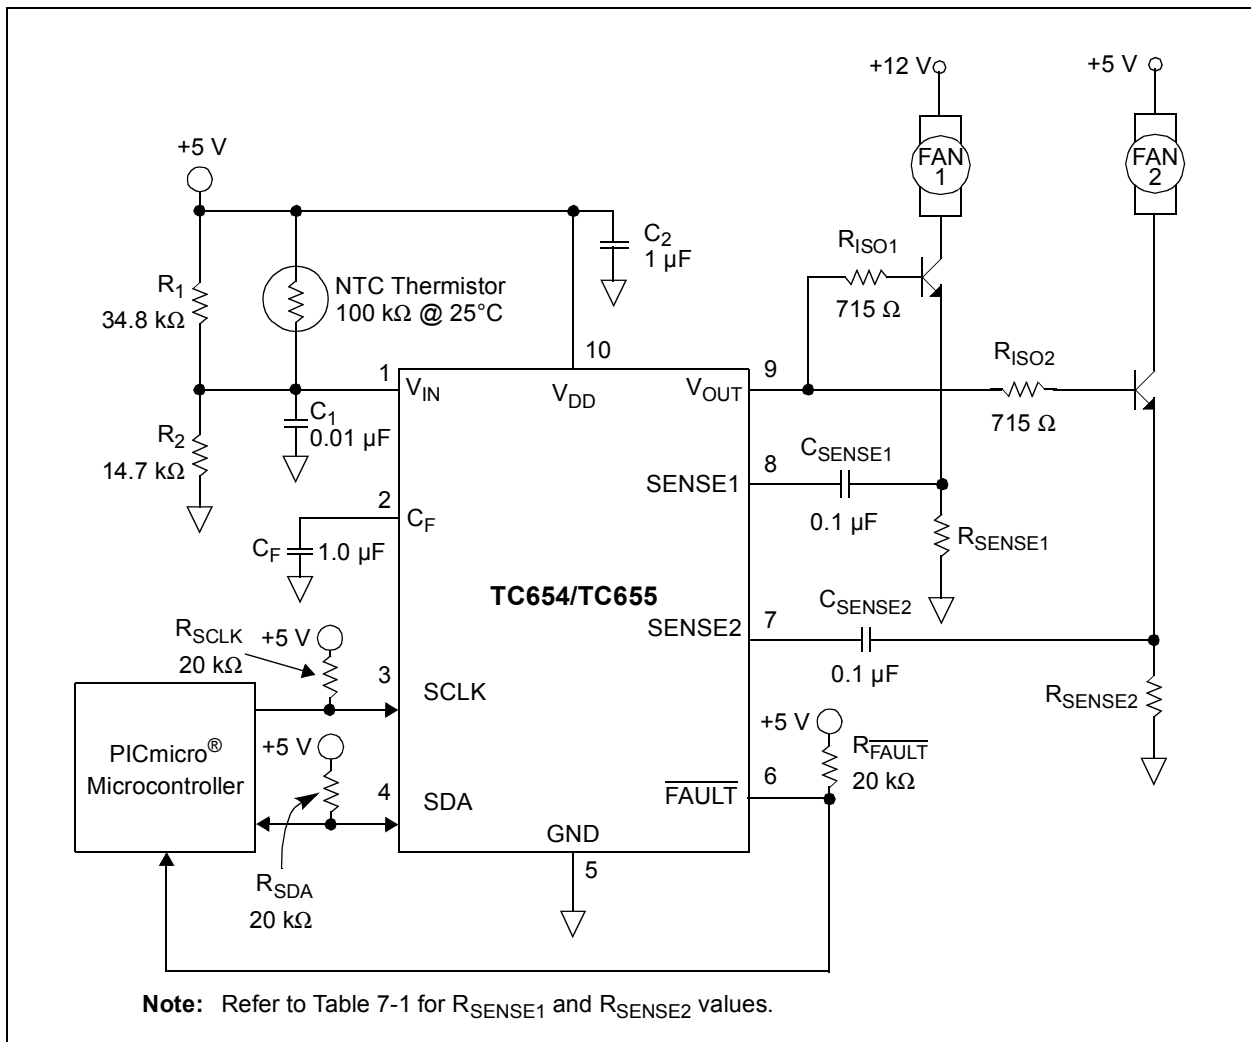 +12 V
+5 V
FAN
1
FAN
2
+5 V
C2
1 µF
RISO1
715 Ω
R1
34.8 kΩ
NTC Thermistor
100 kΩ @ 25°C
10
RISO2
715 Ω
1
VIN
VDD
VOUT
9
C1
0.01 µF
R2
14.7 kΩ
CSENSE1
8
SENSE1
0.1 µF
2
CF
CF
1.0 µF
RSENSE1
TC654/TC655
CSENSE2
7
SENSE2
0.1 µF
RSCLK
20 kΩ
+5 V
3
SCLK
RSENSE2
+5 V
RFAULT
20 kΩ
PICmicro®
Microcontroller
+5 V
4
SDA
6
FAULT
GND
5
RSDA
20 kΩ
Note: Refer to Table 7-1 for RSENSE1 and RSENSE2 values.